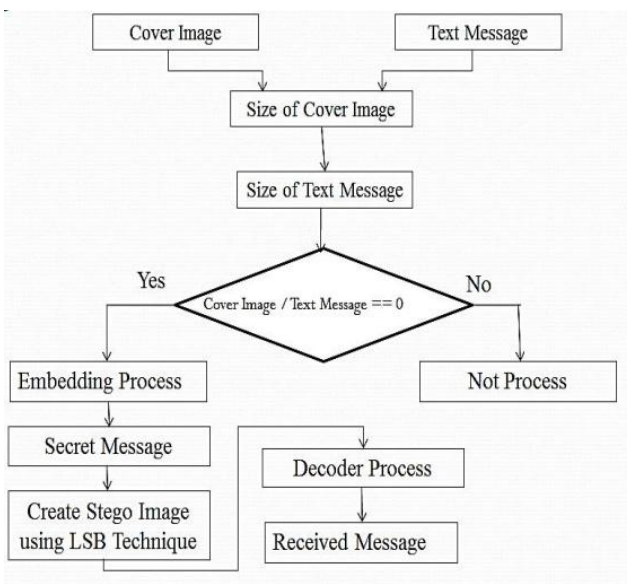 Cover Image
Text Message
Size of Cover Image
Size of Text Message
Yes
No
Cover Image / Text Message == 0
Embedding Process
Not Process
Secret Message
Decoder Process
Create Stego Image
using LSB Technique
Received Message